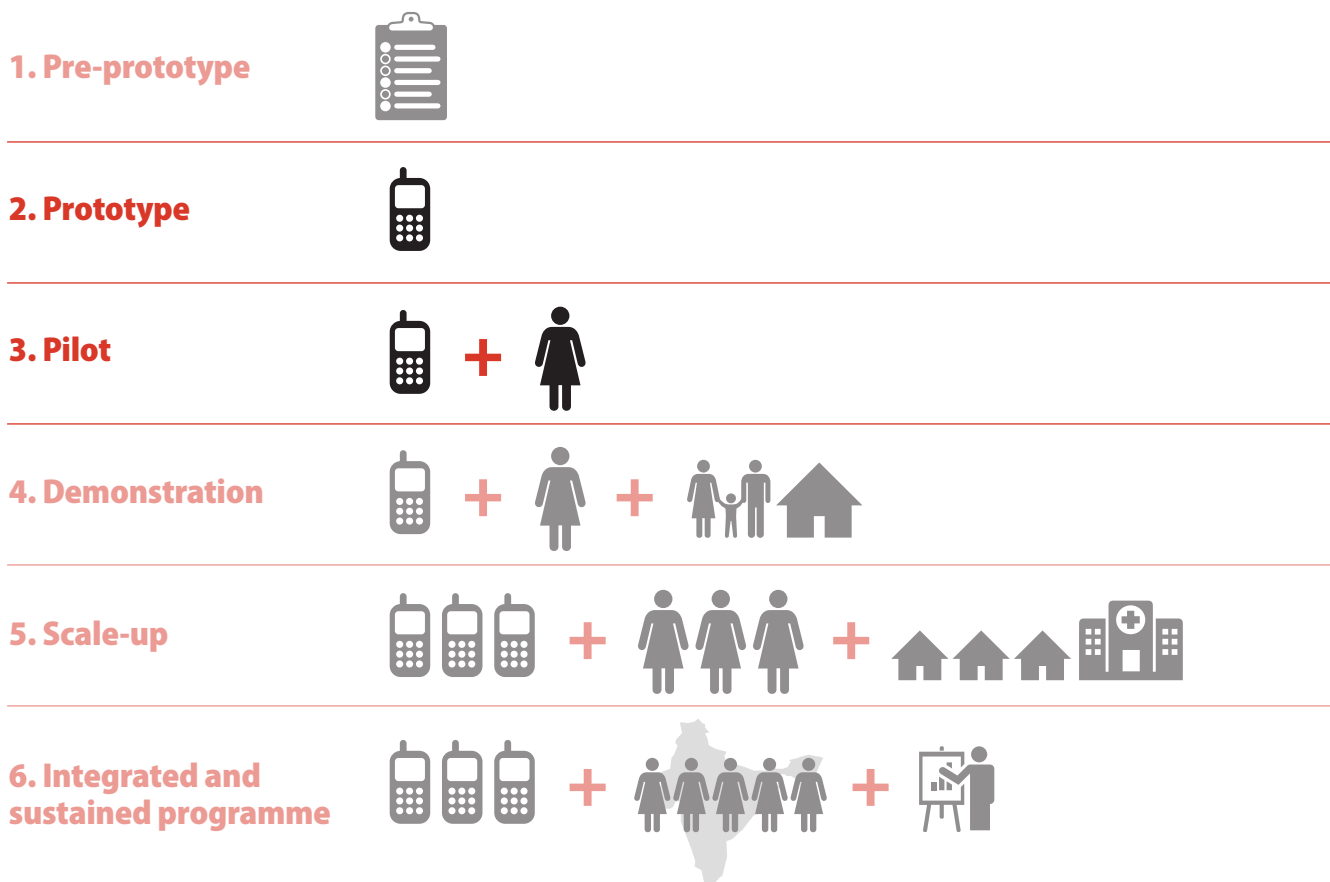 1. Pre-prototype
2. Prototype
3. Pilot
4. Demonstration
5. Scale-up
6. Integrated and
sustained programme